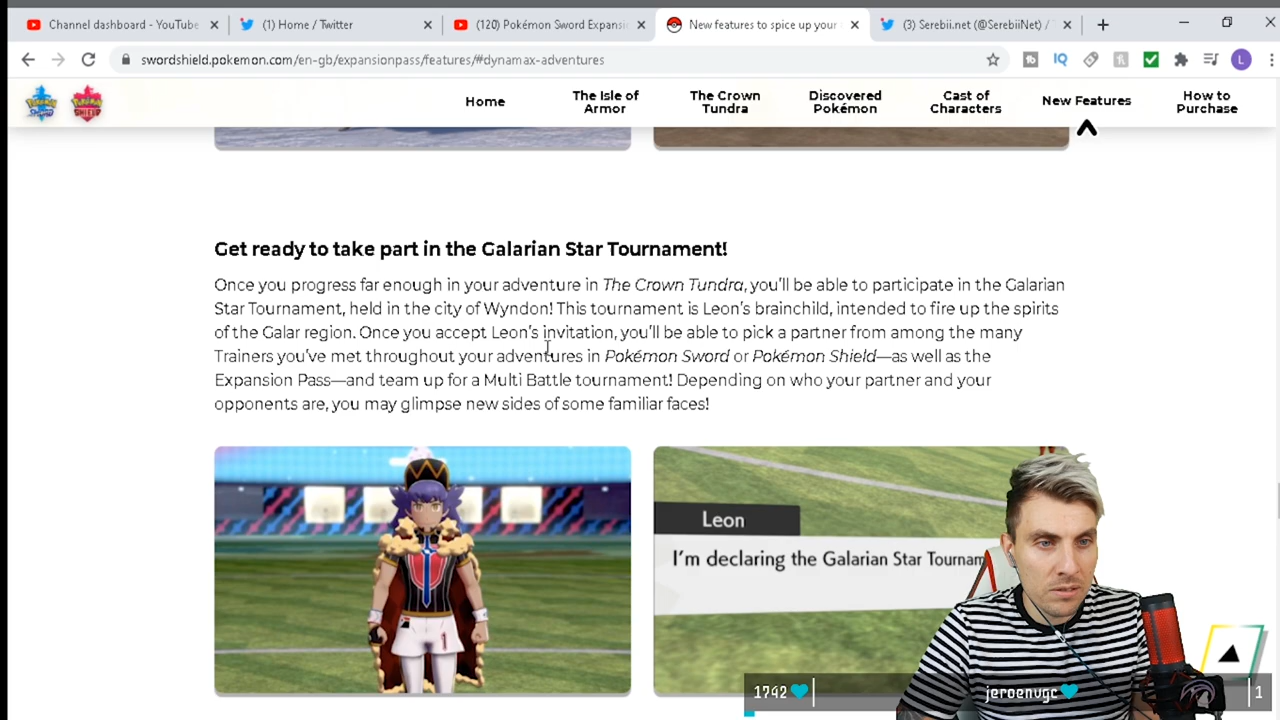 Channel dashboard - YouTube
(1) Home / Twitter
(120) Pokémon Sword Expansi
New features to spice up your
(3) Serebii.net (@SerebiiNet) /
swordshield.pokemon.com/en-gb/expansionpass/features/#dynamax-adventures
IQ
L
Home
The Isle of
Armor
The Crown
Tundra
Discovered
Pokémon
Cast of
Characters
New Features
How to
Purchase
Get ready to take part in the Galarian Star Tournament!
Once you progress far enough in your adventure in The Crown Tundra, you'll be able to participate in the Galarian
Star Tournament, held in the city of Wyndon! This tournament is Leon's brainchild, intended to fire up the spirits
of the Galar region. Once you accept Leon's invitation, you'll be able to pick a partner from among the many
Trainers you've met throughout your adventures in Pokémon Sword or Pokémon Shield—as well as the
Expansion Pass—and team up for a Multi Battle tournament! Depending on who your partner and your
opponents are, you may glimpse new sides of some familiar faces!
1
Leon
I'm declaring the Galarian Star Tournam
1742
jeroenvgc
1